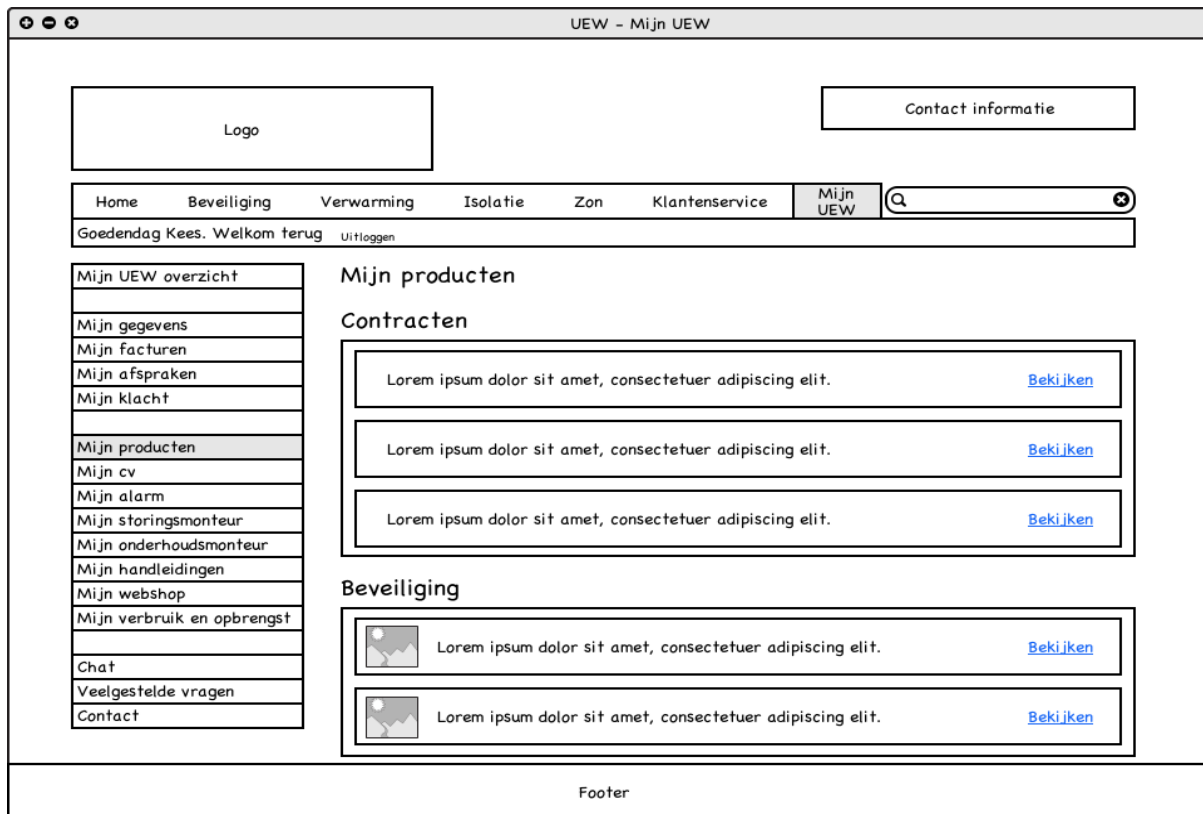 UEW - Mijn UEW
Logo
Contact informatie
Home
Beveiliging
Verwarming
Isolatie
Zon
Klantenservice
Mijn
UEW
Goedendag Kees. Welkom terug
Uitloggen
Mijn UEW overzicht
Mijn gegevens
Mijn facturen
Mijn afspraken
Mijn klacht
Mijn producten
Mijn cv
Mijn alarm
Mijn storingsmonteur
Mijn onderhoudsmonteur
Mijn handleidingen
Mijn webshop
Mijn verbruik en opbrengst
Chat
Veelgestelde vragen
Contact
Mijn producten
Contracten
Lorem ipsum dolor sit amet, consectetuer adipiscing elit. Bekijken
Lorem ipsum dolor sit amet, consectetuer adipiscing elit. Bekijken
Lorem ipsum dolor sit amet, consectetuer adipiscing elit. Bekijken
Beveiliging
Lorem ipsum dolor sit amet, consectetuer adipiscing elit. Bekijken
Lorem ipsum dolor sit amet, consectetuer adipiscing elit. Bekijken
Footer